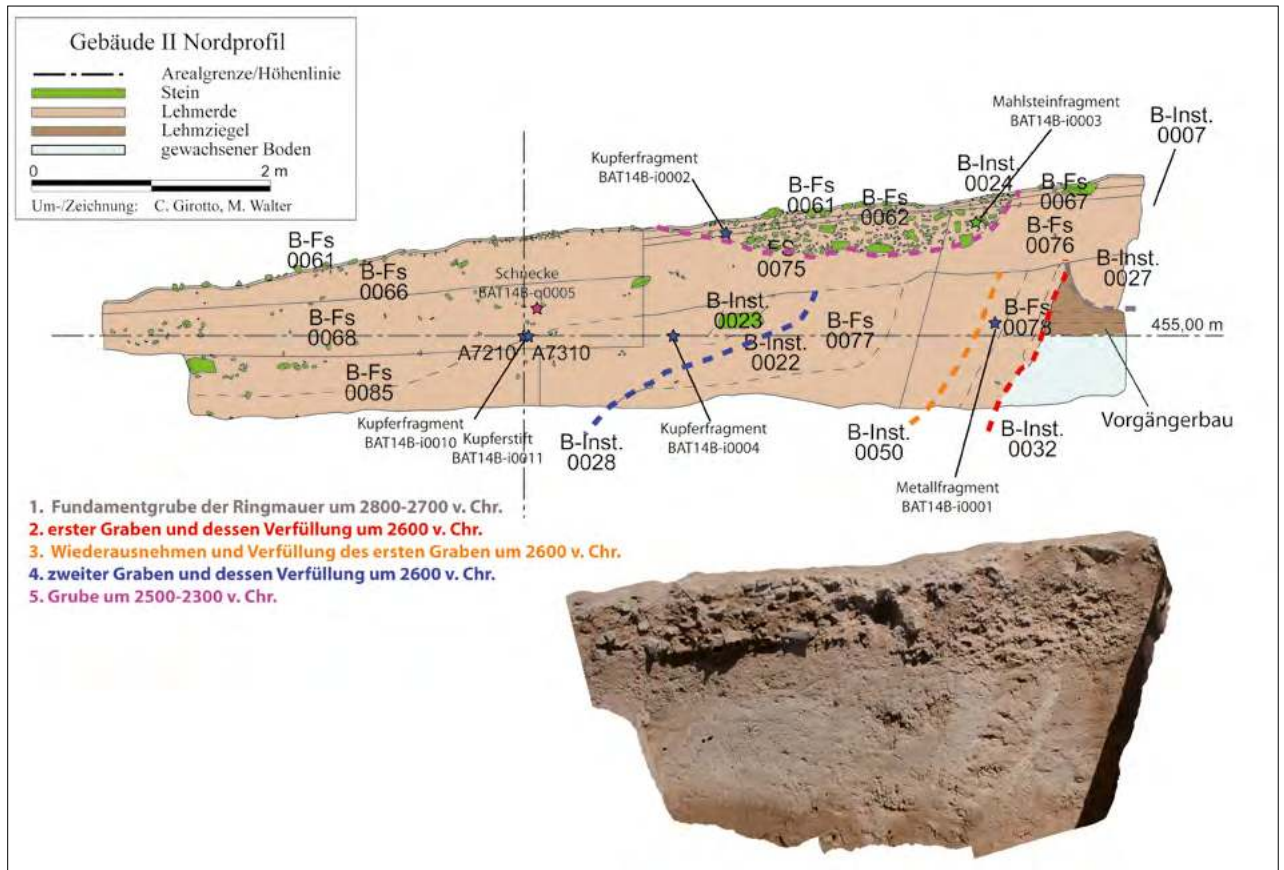 Gebäude II Nordprofil
Arealgrenze/Höhenlinie
Stein
Lehmerde
Lehmziegel
gewachsener Boden
0 2 m
Um-/Zeichnung: C. Girotto, M. Walter
Mahlsteinfragment
BAT14B-i0003
B-Inst.
0007
Kupferfragment
BAT14B-i0002
B-Inst.
0024
B-Fs
0067
B-Fs
0061
B-Fs
0062
B-Fs
0076
B-Fs
0061
B-Fs
0066
0075
B-Inst.
0027
Schnecke
BAT14B-q0005
B-Inst.
0023
B-Fs
0068
B-Fs
0077
B-Fs
0078
455,00 m
A7210
A7310
B-Inst.
0022
B-Fs
0085
Kupferfragment
BAT14B-i0010
Kupferstift
BAT14B-i0011
B-Inst.
0028
Kupferfragment
BAT14B-i0004
B-Inst.
0050
B-Inst.
0032
Vorgängerbau
Metallfragment
BAT14B-i0001
1. Fundamentgrube der Ringmauer um 2800-2700 v. Chr.
2. erster Graben und dessen Verfüllung um 2600 v. Chr.
3. Wiederausnehmen und Verfüllung des ersten Graben um 2600 v. Chr.
4. zweiter Graben und dessen Verfüllung um 2600 v. Chr.
5. Grube um 2500-2300 v. Chr.